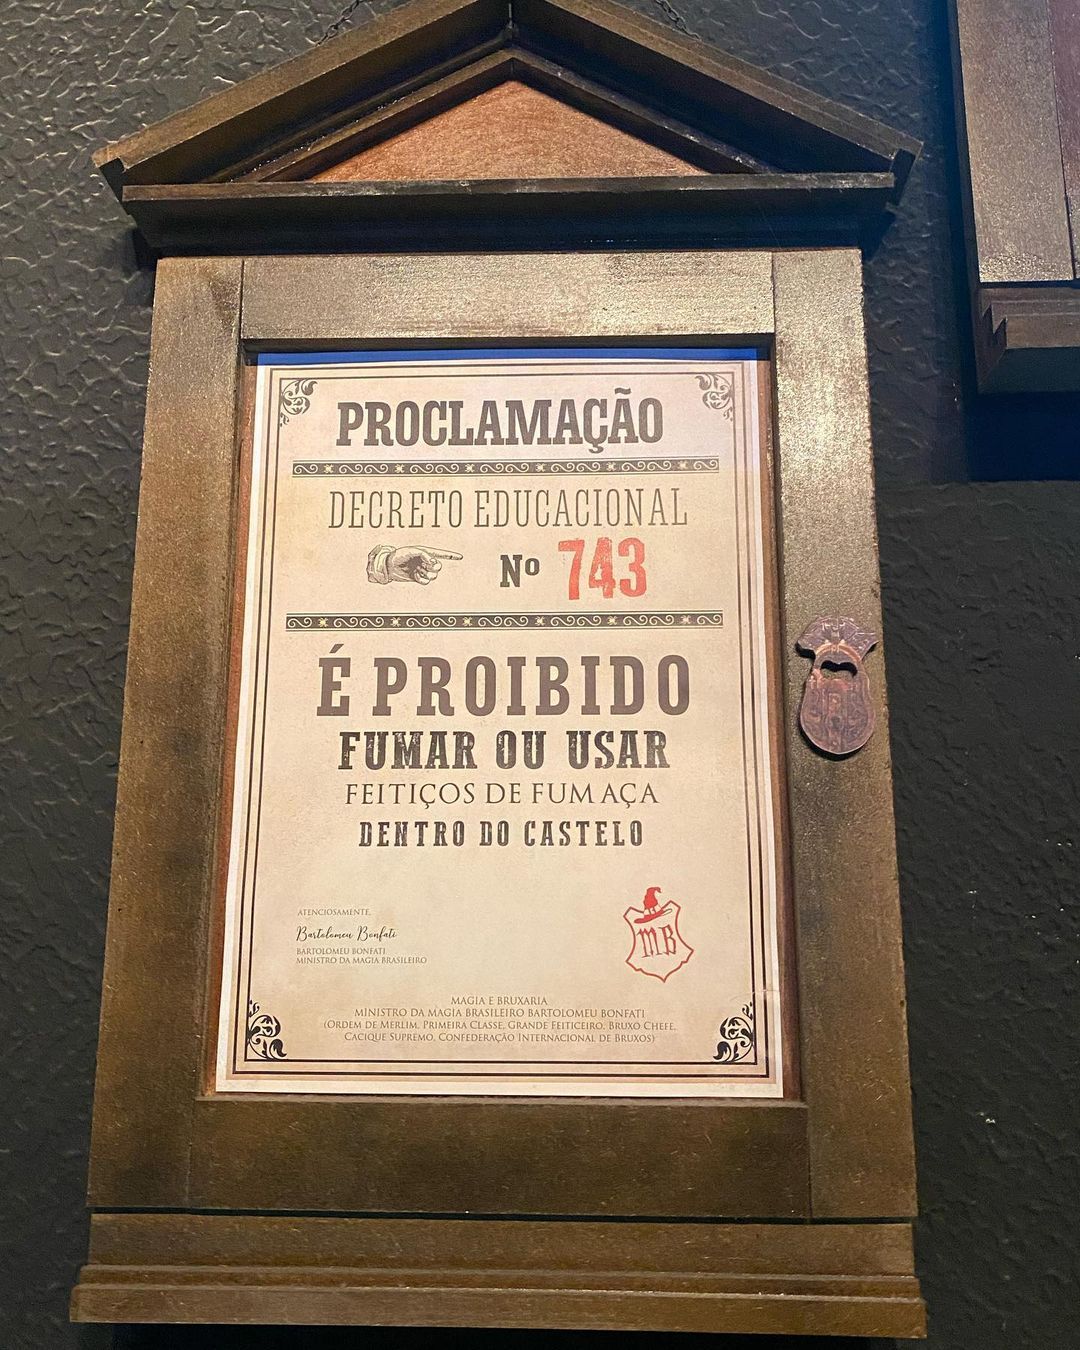 PROCLAMAÇÃO
DECRETO EDUCACIONAL
Nº 743
É PROIBIDO
FUMAR OU USAR
FEITIÇOS DE FUMAÇA
DENTRO DO CASTELO
ATENCIOSAMENTE,
Bartolomeu Bonfati
BARTOLOMEU BONFATI
MINISTRO DA MAGIA BRASILEIRO
MB
MAGIA E BRUXARIA
MINISTRO DA MAGIA BRASILEIRO BARTOLOMEU BONFATI
(ORDEM DE MERLIM, PRIMEIRA CLASSE, GRANDE FEITICEIRO, BRUXO CHEFE,
CACIQUE SUPREMO, CONFEDERAÇÃO INTERNACIONAL DE BRUXOS)